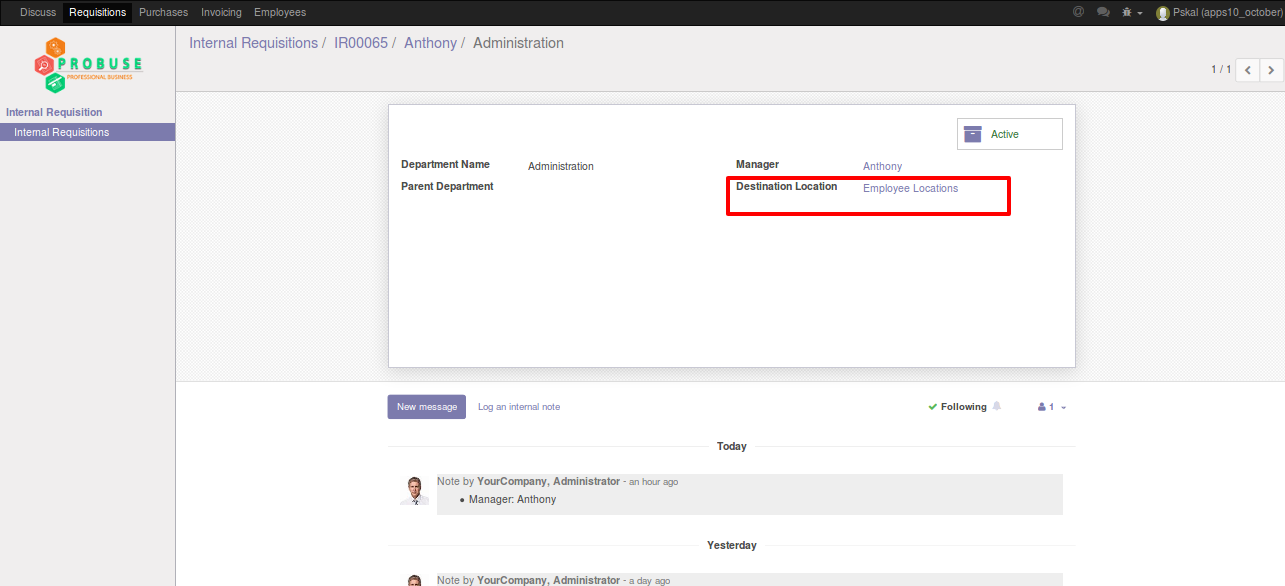 Discuss Requisitions Purchases Invoicing Employees @ Pskal (apps10_october)
PROBUSE
PROFESSIONAL BUSINESS
Internal Requisitions / IR00065 / Anthony / Administration
1 / 1
Internal Requisition
Internal Requisitions
Active
Department Name Administration Manager Anthony
Parent Department Destination Location Employee Locations
New message Log an internal note Following 1
Today
Note by YourCompany, Administrator - an hour ago
• Manager: Anthony
Yesterday
Note by YourCompany, Administrator - a day ago